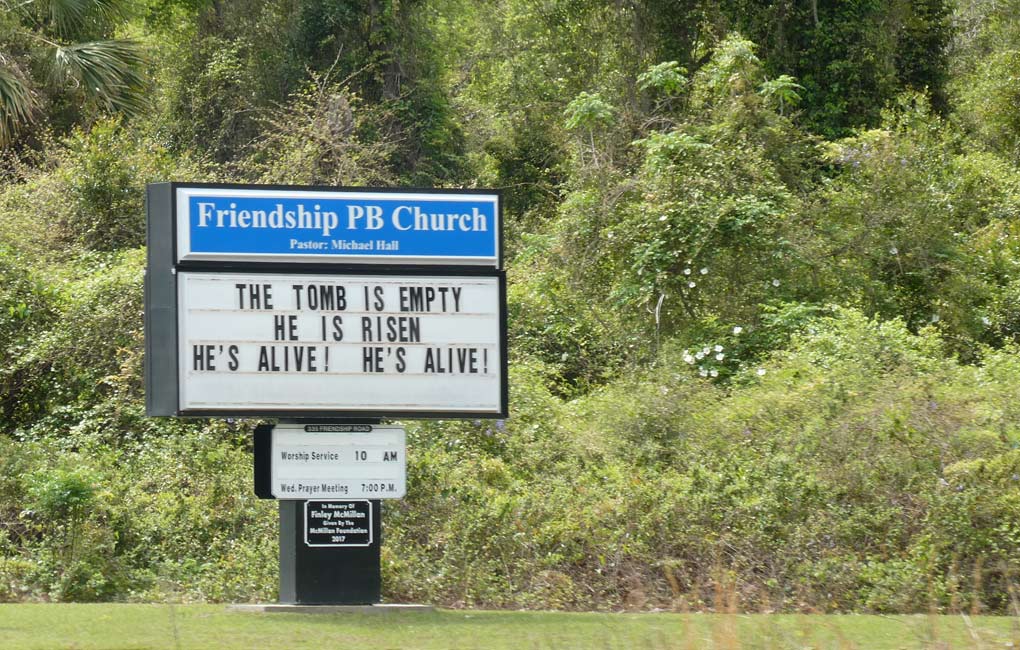 Friendship PB Church
Pastor: Michael Hall
THE TOMB IS EMPTY
HE IS RISEN
HE'S ALIVE! HE'S ALIVE!
335 FRIENDSHIP ROAD
Worship Service 10 AM
Wed. Prayer Meeting 7:00 P.M.
In Memory Of
Finley McMillan
Given By The
McMillan Foundation
2017